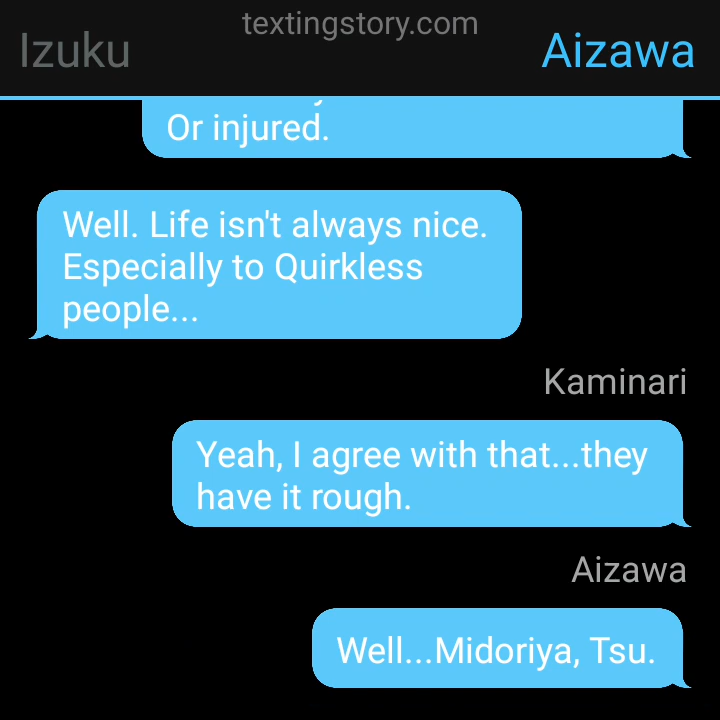 textingstory.com
Izuku
Aizawa
Or injured.
Well. Life isn't always nice.
Especially to Quirkless
people...
Kaminari
Yeah, I agree with that...they
have it rough.
Aizawa
Well...Midoriya, Tsu.